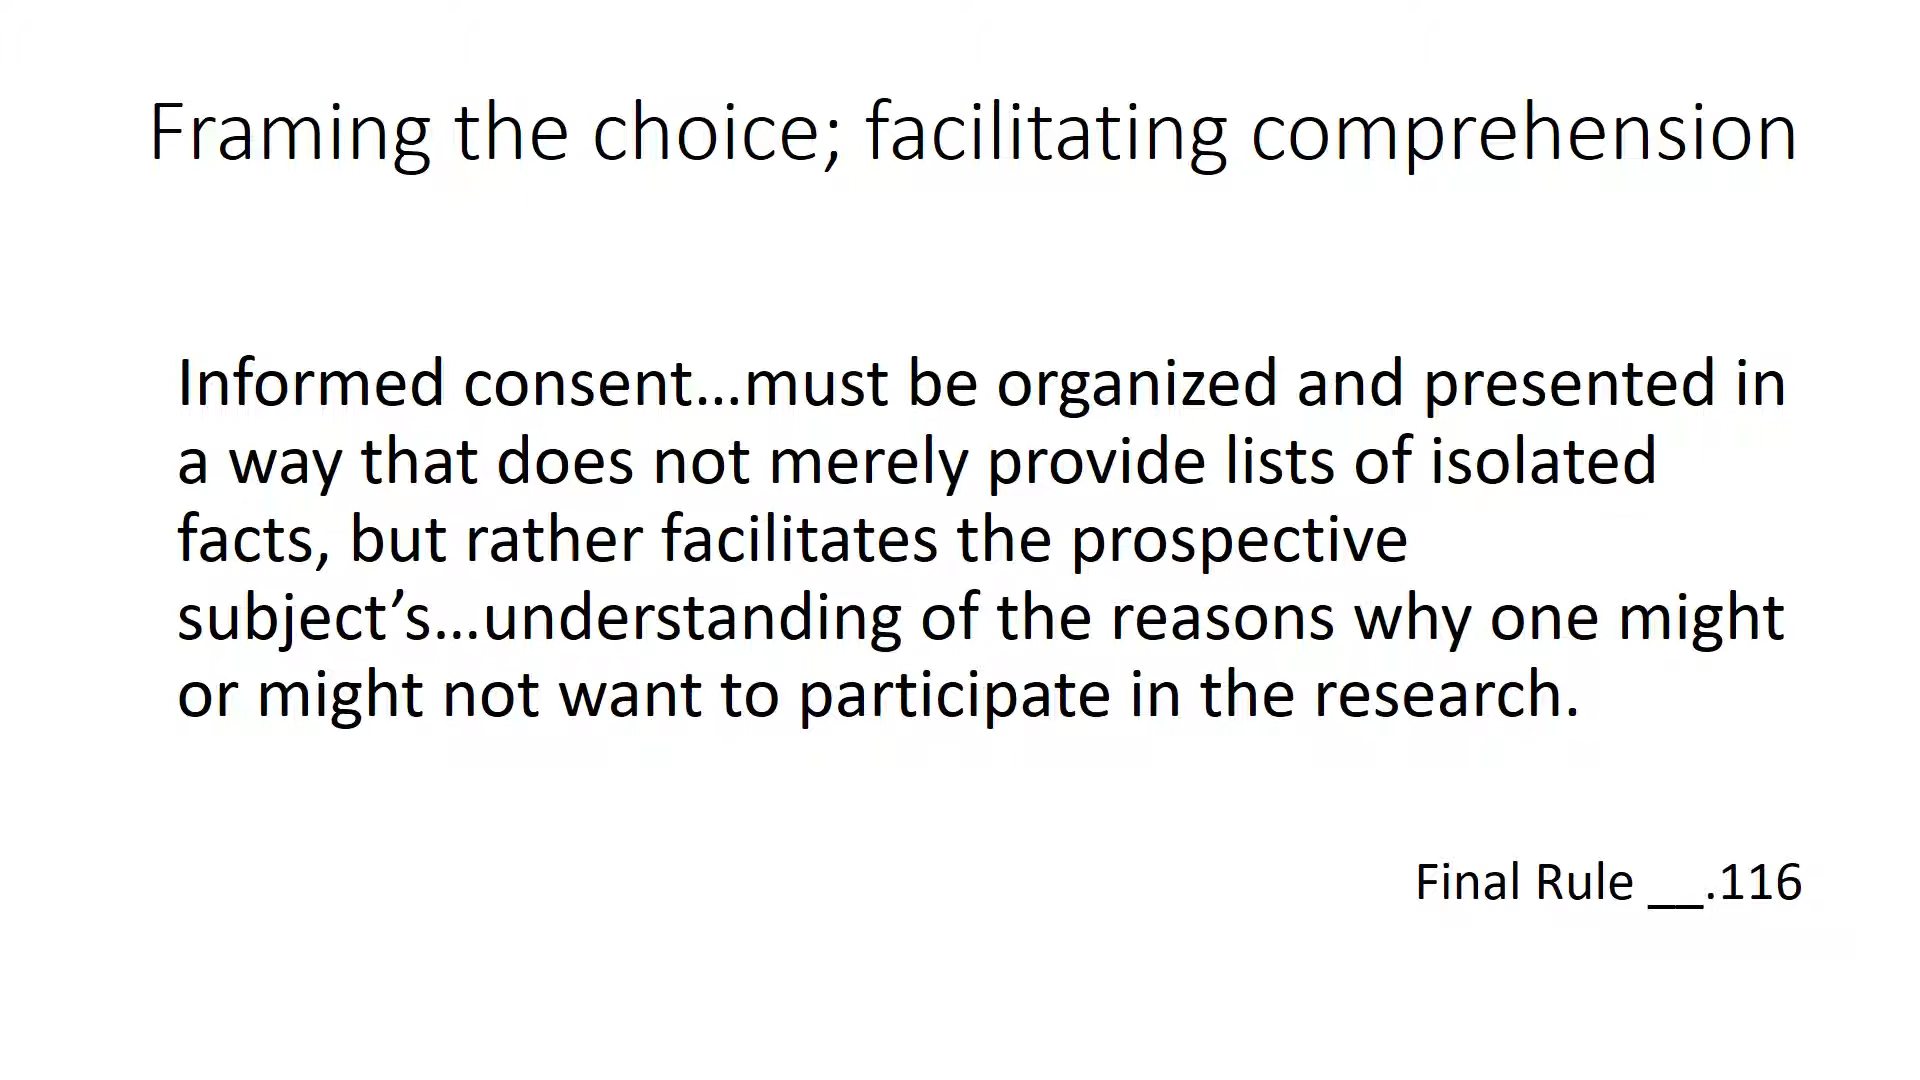 Framing the choice; facilitating comprehension
Informed consent…must be organized and presented in
a way that does not merely provide lists of isolated
facts, but rather facilitates the prospective
subject’s…understanding of the reasons why one might
or might not want to participate in the research.
Final Rule __.116